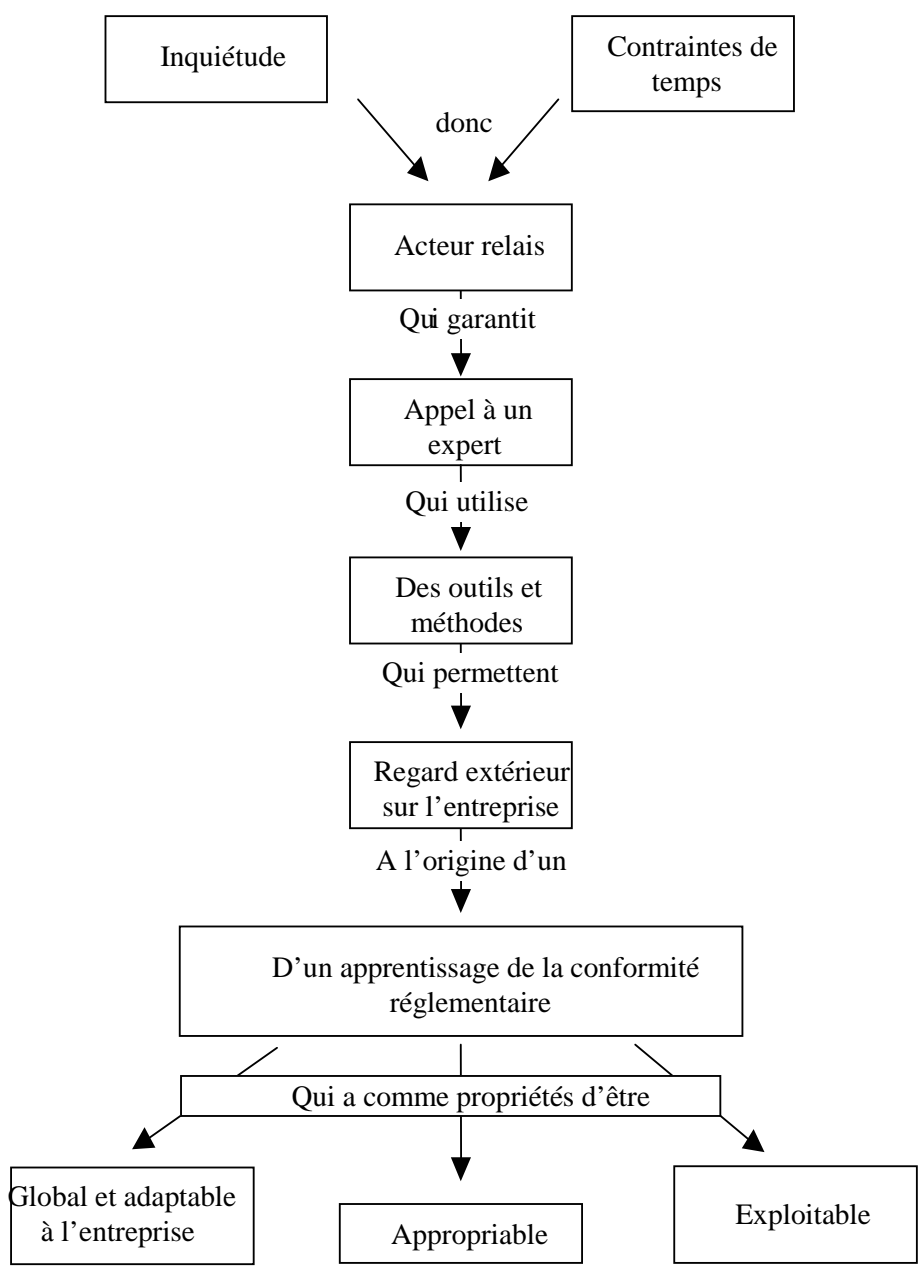 Inquiétude
Contraintes de
temps
donc
Acteur relais
Qui garantit
Appel à un
expert
Qui utilise
Des outils et
méthodes
Qui permettent
Regard extérieur
sur l’entreprise
A l’origine d’un
D’un apprentissage de la conformité
réglementaire
Qui a comme propriétés d’être
Global et adaptable
à l’entreprise
Appropriable
Exploitable